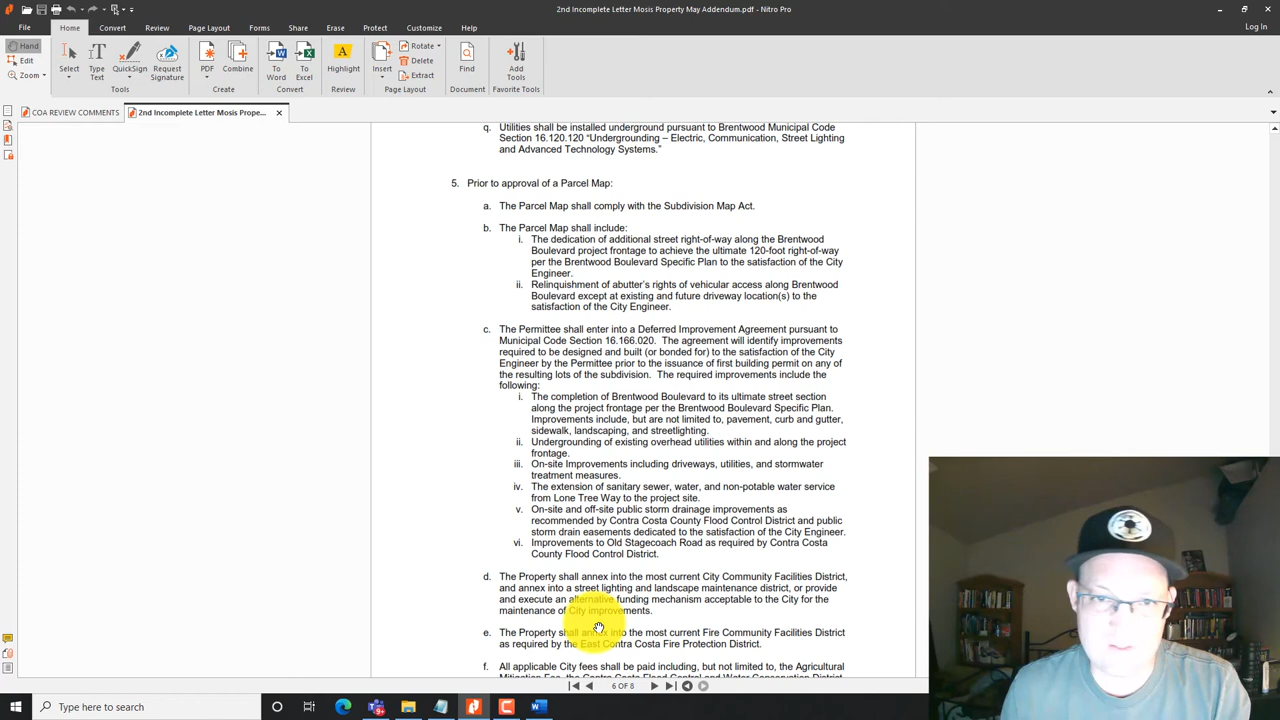 2nd Incomplete Letter Mosis Property May Addendum.pdf - Nitro Pro
File Home Convert Review Page Layout Forms Share Erase Protect Customize Help Log In
Hand
Edit
Zoom
Select
Type Text
QuickSign
Request Signature
PDF
Combine
To Word
To Excel
Highlight
Insert
Rotate
Delete
Extract
Find
Add Tools
Tools Create Convert Review Page Layout Document Favorite Tools
COA REVIEW COMMENTS 2nd Incomplete Letter Mosis Prope...
q. Utilities shall be installed underground pursuant to Brentwood Municipal Code
Section 16.120.120 “Undergrounding – Electric, Communication, Street Lighting
and Advanced Technology Systems.”
5. Prior to approval of a Parcel Map:
a. The Parcel Map shall comply with the Subdivision Map Act.
b. The Parcel Map shall include:
i. The dedication of additional street right-of-way along the Brentwood
Boulevard project frontage to achieve the ultimate 120-foot right-of-way
per the Brentwood Boulevard Specific Plan to the satisfaction of the City
Engineer.
ii. Relinquishment of abutter’s rights of vehicular access along Brentwood
Boulevard except at existing and future driveway location(s) to the
satisfaction of the City Engineer.
c. The Permittee shall enter into a Deferred Improvement Agreement pursuant to
Municipal Code Section 16.166.020. The agreement will identify improvements
required to be designed and built (or bonded for) to the satisfaction of the City
Engineer by the Permittee prior to the issuance of first building permit on any of
the resulting lots of the subdivision. The required improvements include the
following:
i. The completion of Brentwood Boulevard to its ultimate street section
along the project frontage per the Brentwood Boulevard Specific Plan.
Improvements include, but are not limited to, pavement, curb and gutter,
sidewalk, landscaping, and streetlighting.
ii. Undergrounding of existing overhead utilities within and along the project
frontage.
iii. On-site Improvements including driveways, utilities, and stormwater
treatment measures.
iv. The extension of sanitary sewer, water, and non-potable water service
from Lone Tree Way to the project site.
v. On-site and off-site public storm drainage improvements as
recommended by Contra Costa County Flood Control District and public
storm drain easements dedicated to the satisfaction of the City Engineer.
vi. Improvements to Old Stagecoach Road as required by Contra Costa
County Flood Control District.
d. The Property shall annex into the most current City Community Facilities District,
and annex into a street lighting and landscape maintenance district, or provide
and execute an alternative funding mechanism acceptable to the City for the
maintenance of City improvements.
e. The Property shall annex into the most current Fire Community Facilities District
as required by the East Contra Costa Fire Protection District.
f. All applicable City fees shall be paid including, but not limited to, the Agricultural
Mitigation Fee, the Contra Costa Flood Control and Water Conservation District
6 OF 8
Type here to search